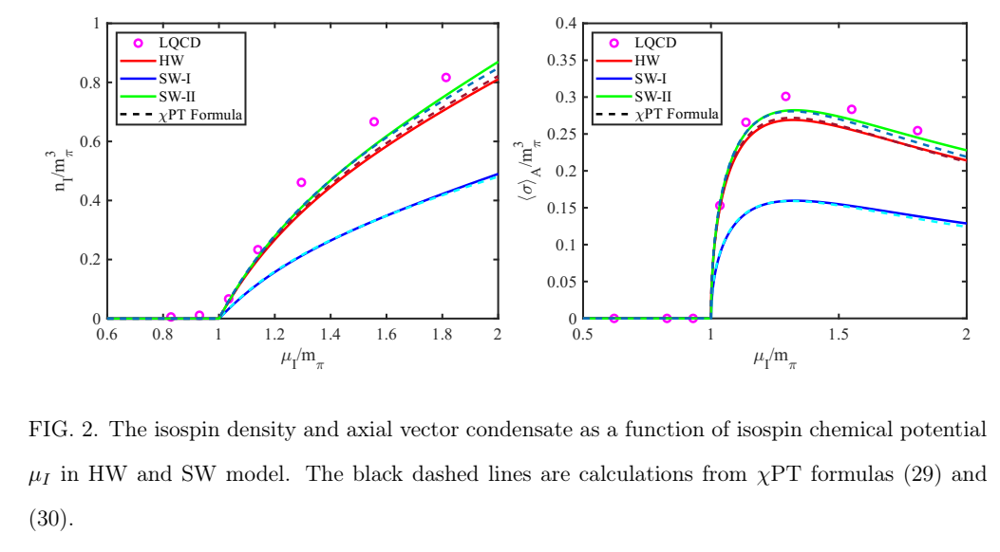 1
0.8
0.6
0.4
0.2
0
n_I/m_π^3
LQCD
HW
SW-I
SW-II
χPT Formula
0.6 0.8 1 1.2 1.4 1.6 1.8 2
μ_I/m_π
0.4
0.35
0.3
0.25
0.2
0.15
0.1
0.05
0
⟨σ⟩_A/m_π^3
LQCD
HW
SW-I
SW-II
χPT Formula
0.5 1 1.5 2
μ_I/m_π
FIG. 2. The isospin density and axial vector condensate as a function of isospin chemical potential
μ_I in HW and SW model. The black dashed lines are calculations from χPT formulas (29) and
(30).